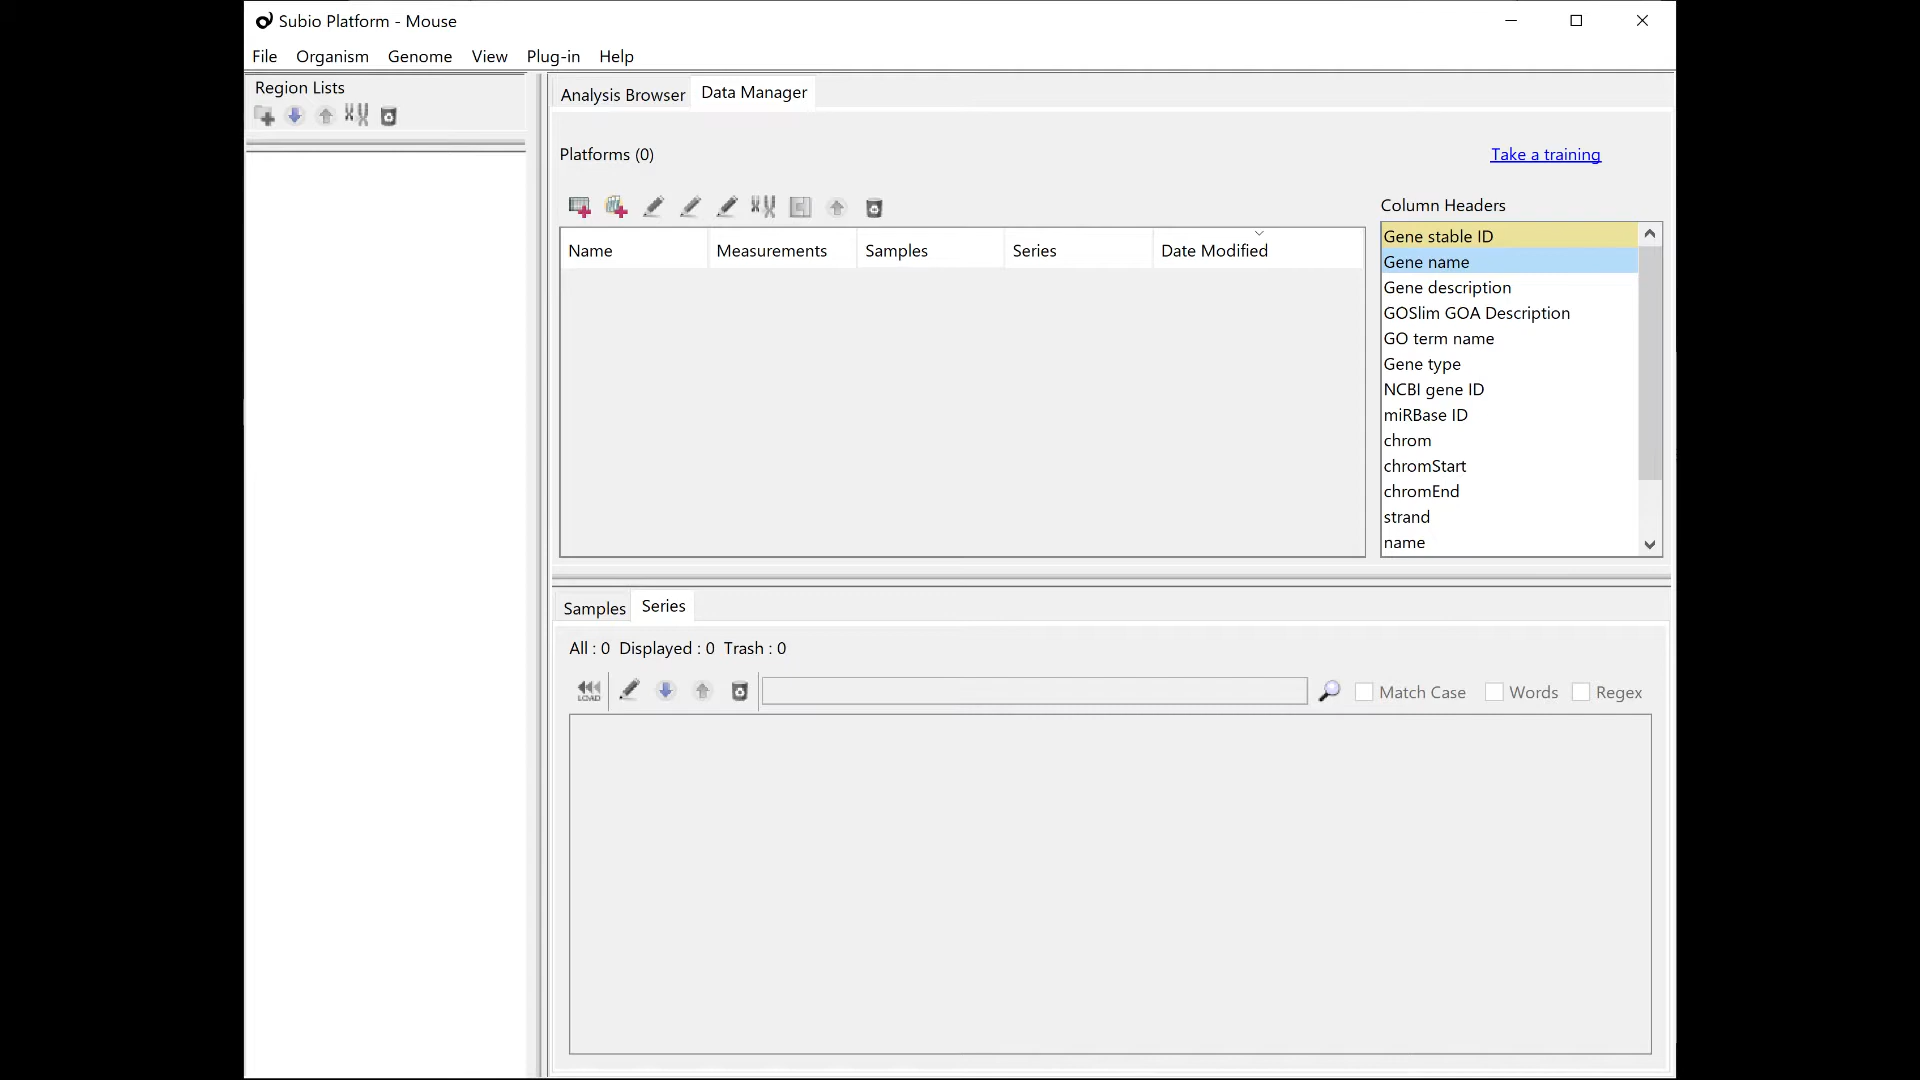 Subio Platform - Mouse
File Organism Genome View Plug-in Help
Region Lists
Analysis Browser Data Manager
Platforms (0)
Take a training
Column Headers
Name Measurements Samples Series Date Modified
Gene stable ID
Gene name
Gene description
GOSlim GOA Description
GO term name
Gene type
NCBI gene ID
miRBase ID
chrom
chromStart
chromEnd
strand
name
Samples Series
All : 0 Displayed : 0 Trash : 0
LOAD
Match Case Words Regex